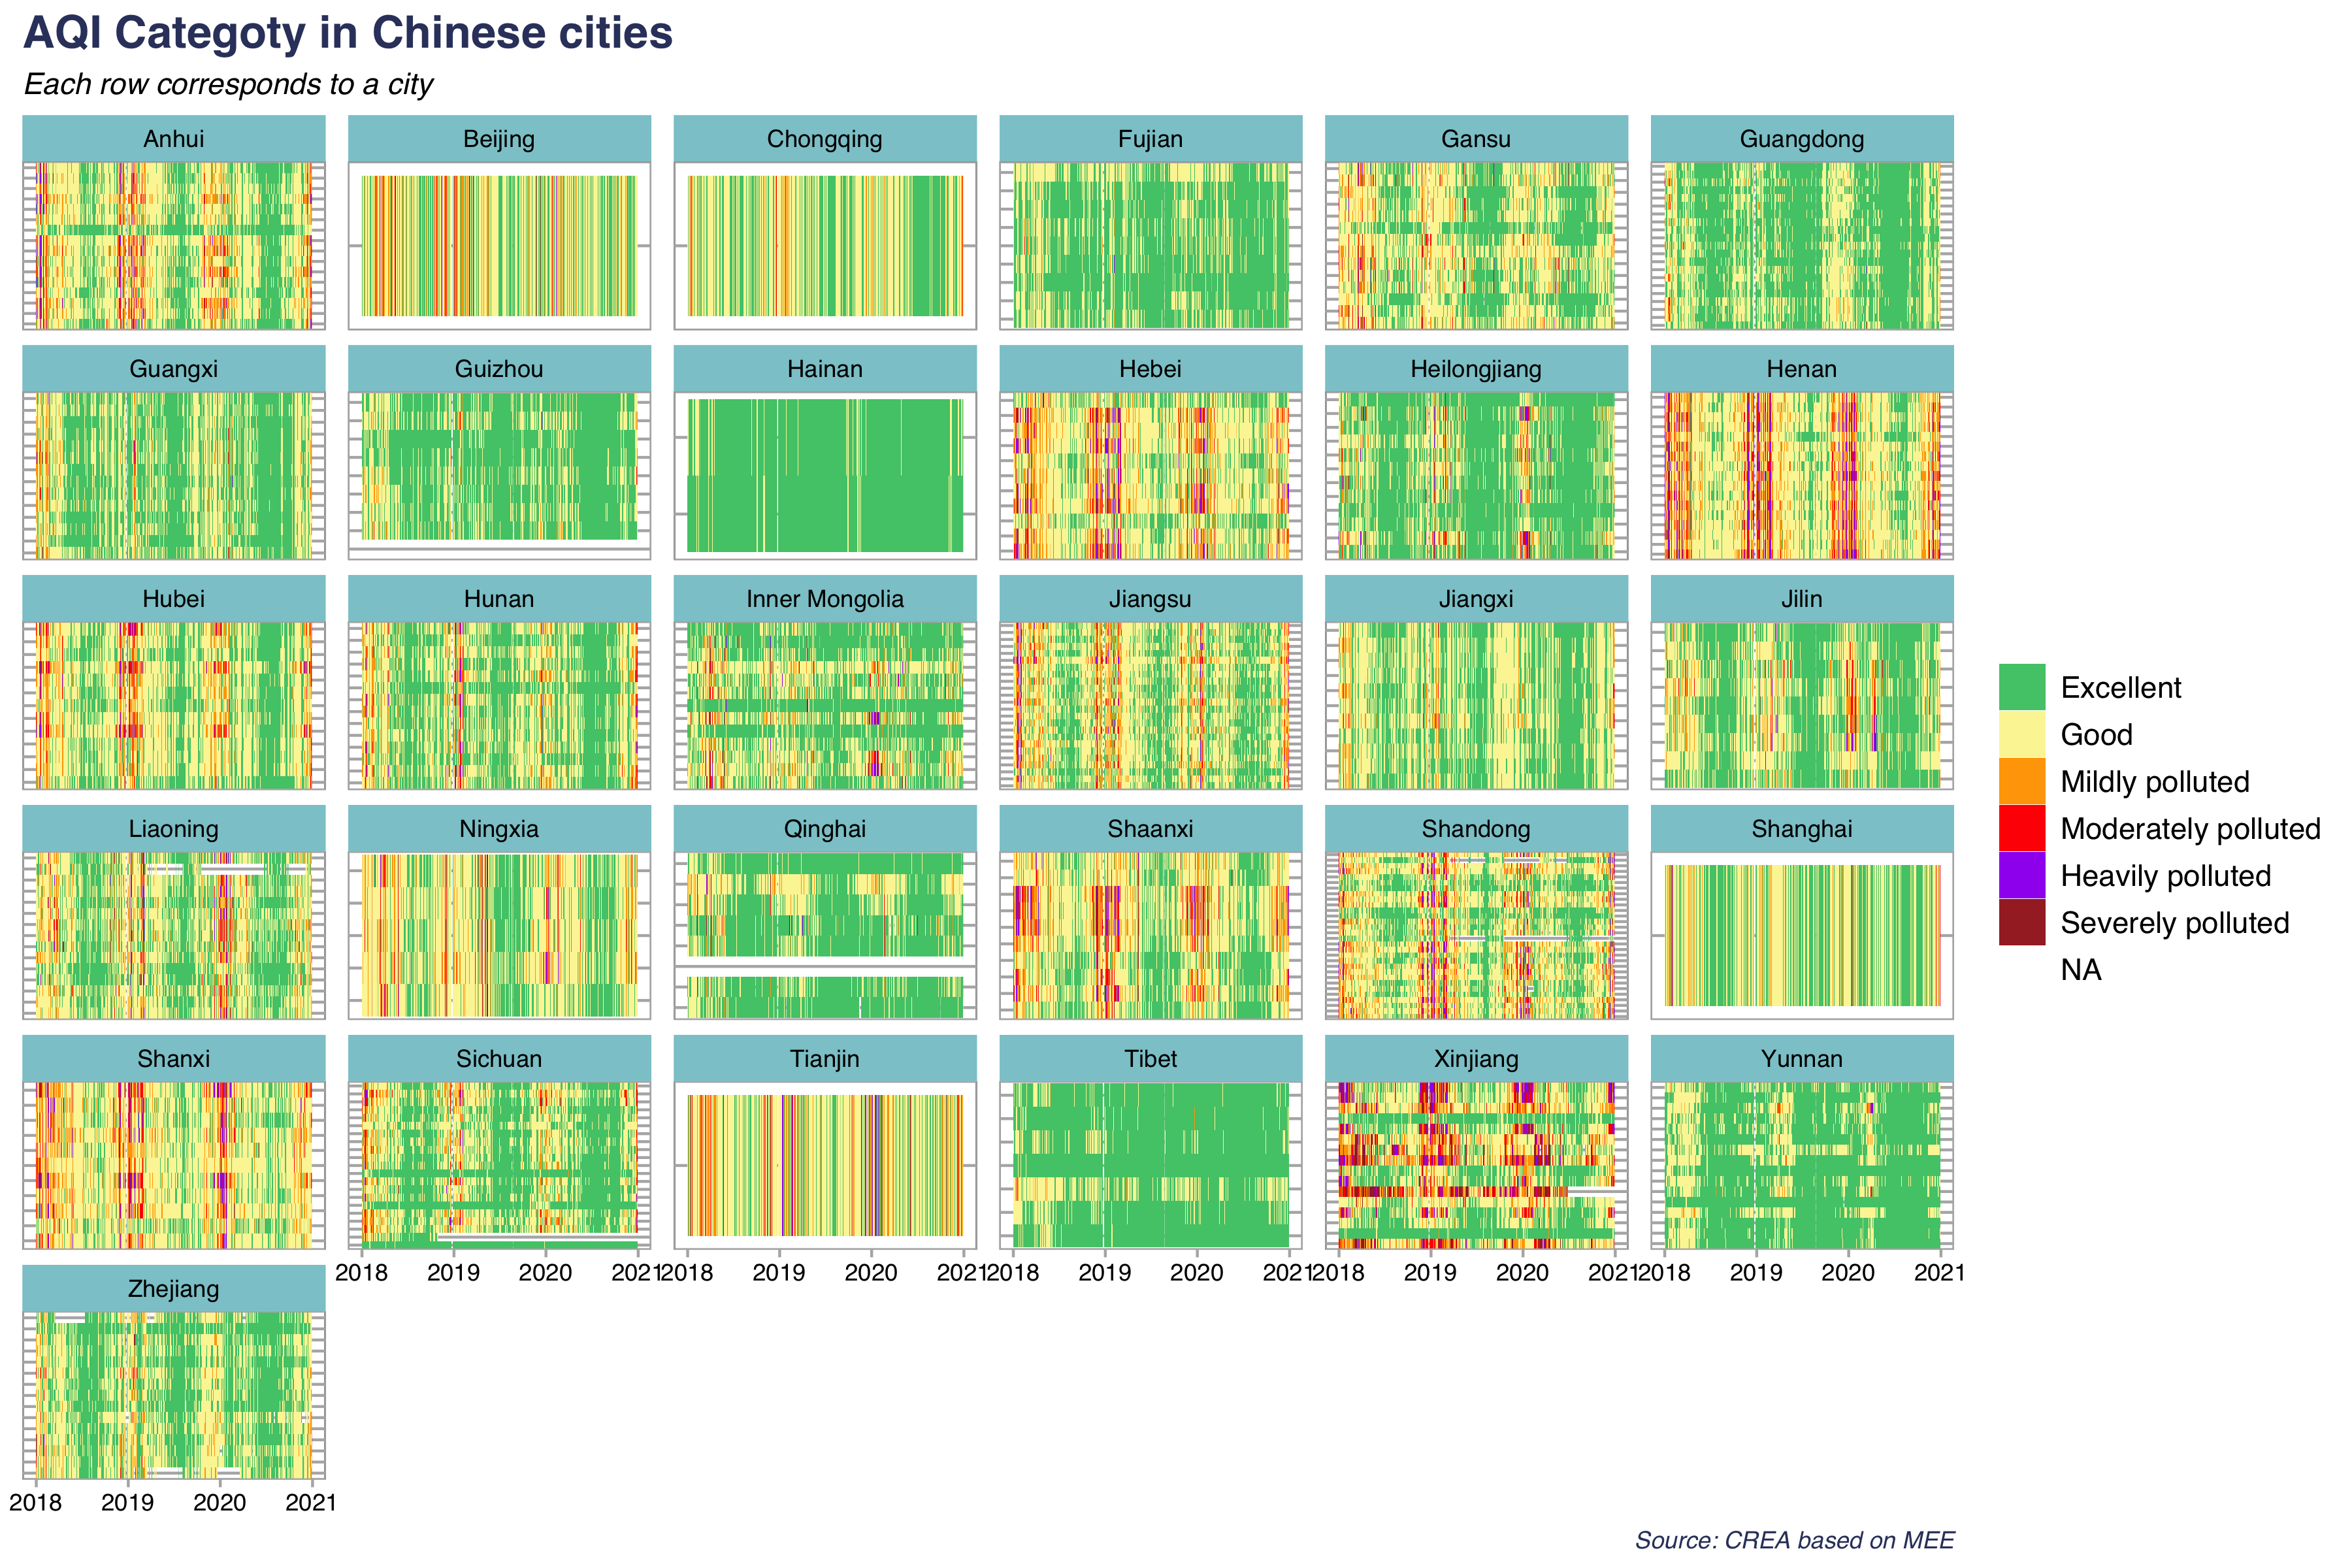 AQI Categoty in Chinese cities
Each row corresponds to a city
Anhui Beijing Chongqing Fujian Gansu Guangdong
Guangxi Guizhou Hainan Hebei Heilongjiang Henan
Hubei Hunan Inner Mongolia Jiangsu Jiangxi Jilin
Excellent
Good
Mildly polluted
Moderately polluted
Heavily polluted
Severely polluted
NA
Liaoning Ningxia Qinghai Shaanxi Shandong Shanghai
Shanxi Sichuan Tianjin Tibet Xinjiang Yunnan
2018 2019 2020 2021 2018 2019 2020 2021 2018 2019 2020 2021 2018 2019 2020 2021 2018 2019 2020 2021
Zhejiang
2018 2019 2020 2021
Source: CREA based on MEE